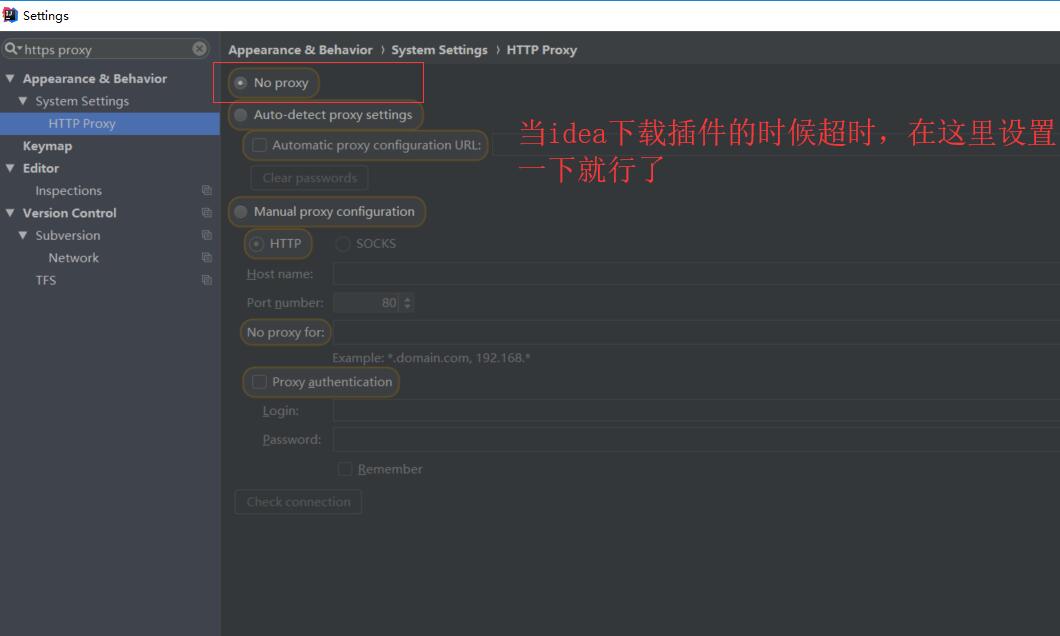 Settings
https proxy
Appearance & Behavior
System Settings
HTTP Proxy
Keymap
Editor
Inspections
Version Control
Subversion
Network
TFS
Appearance & Behavior › System Settings › HTTP Proxy
No proxy
Auto-detect proxy settings
Automatic proxy configuration URL:
Clear passwords
Manual proxy configuration
HTTP SOCKS
Host name:
Port number: 80
No proxy for:
Example: *.domain.com, 192.168.*
Proxy authentication
Login:
Password:
Remember
Check connection
当idea下载插件的时候超时，在这里设置
一下就行了